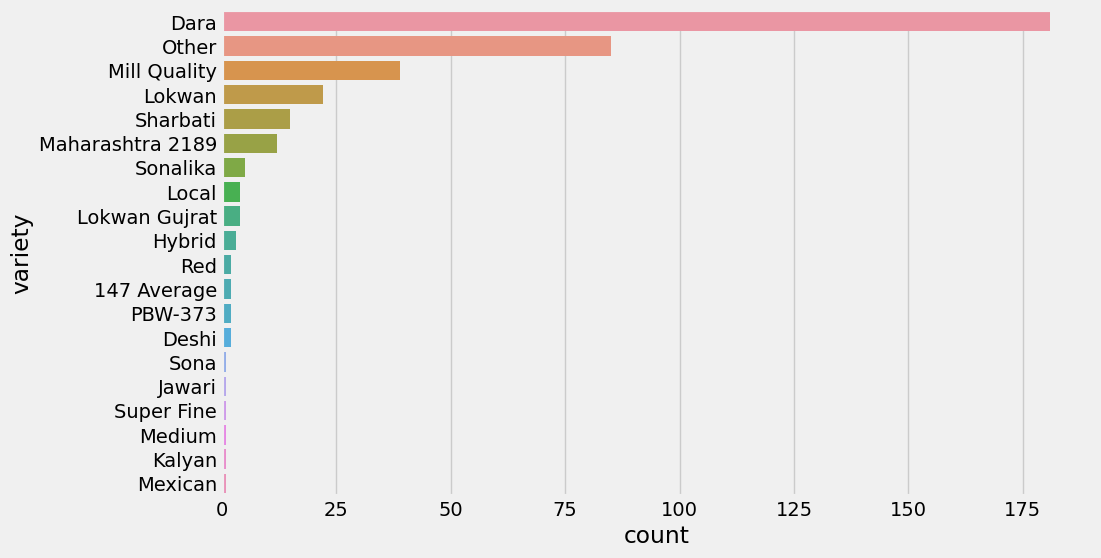 Dara
Other
Mill Quality
Lokwan
Sharbati
Maharashtra 2189
Sonalika
Local
Lokwan Gujrat
Hybrid
Red
147 Average
PBW-373
Deshi
Sona
Jawari
Super Fine
Medium
Kalyan
Mexican
variety
0 25 50 75 100 125 150 175
count